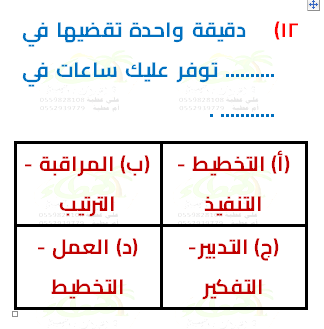 ١٢) دقيقة واحدة تقضيها في
.......... توفر عليك ساعات في
........... .
(أ) التخطيط -
التنفيذ
(ب) المراقبة -
الترتيب
(ج) التدبير-
التفكير
(د) العمل -
التخطيط